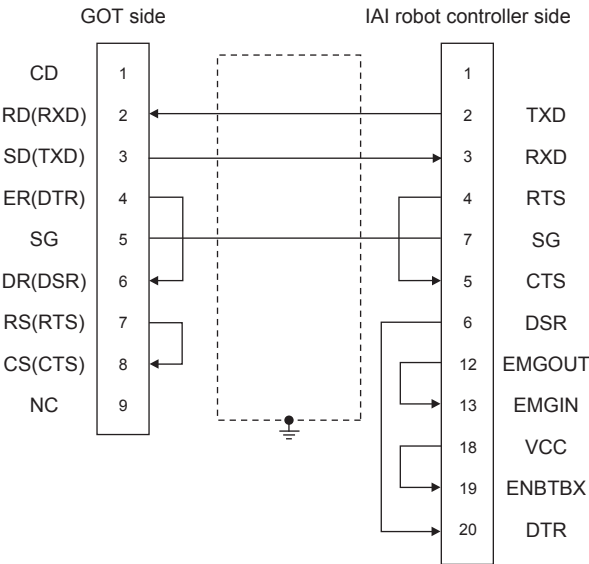 GOT side IAI robot controller side
CD 1 1
RD(RXD) 2 2 TXD
SD(TXD) 3 3 RXD
ER(DTR) 4 4 RTS
SG 5 7 SG
DR(DSR) 6 5 CTS
RS(RTS) 7 6 DSR
CS(CTS) 8 12 EMGOUT
NC 9 13 EMGIN
18 VCC
19 ENBTBX
20 DTR